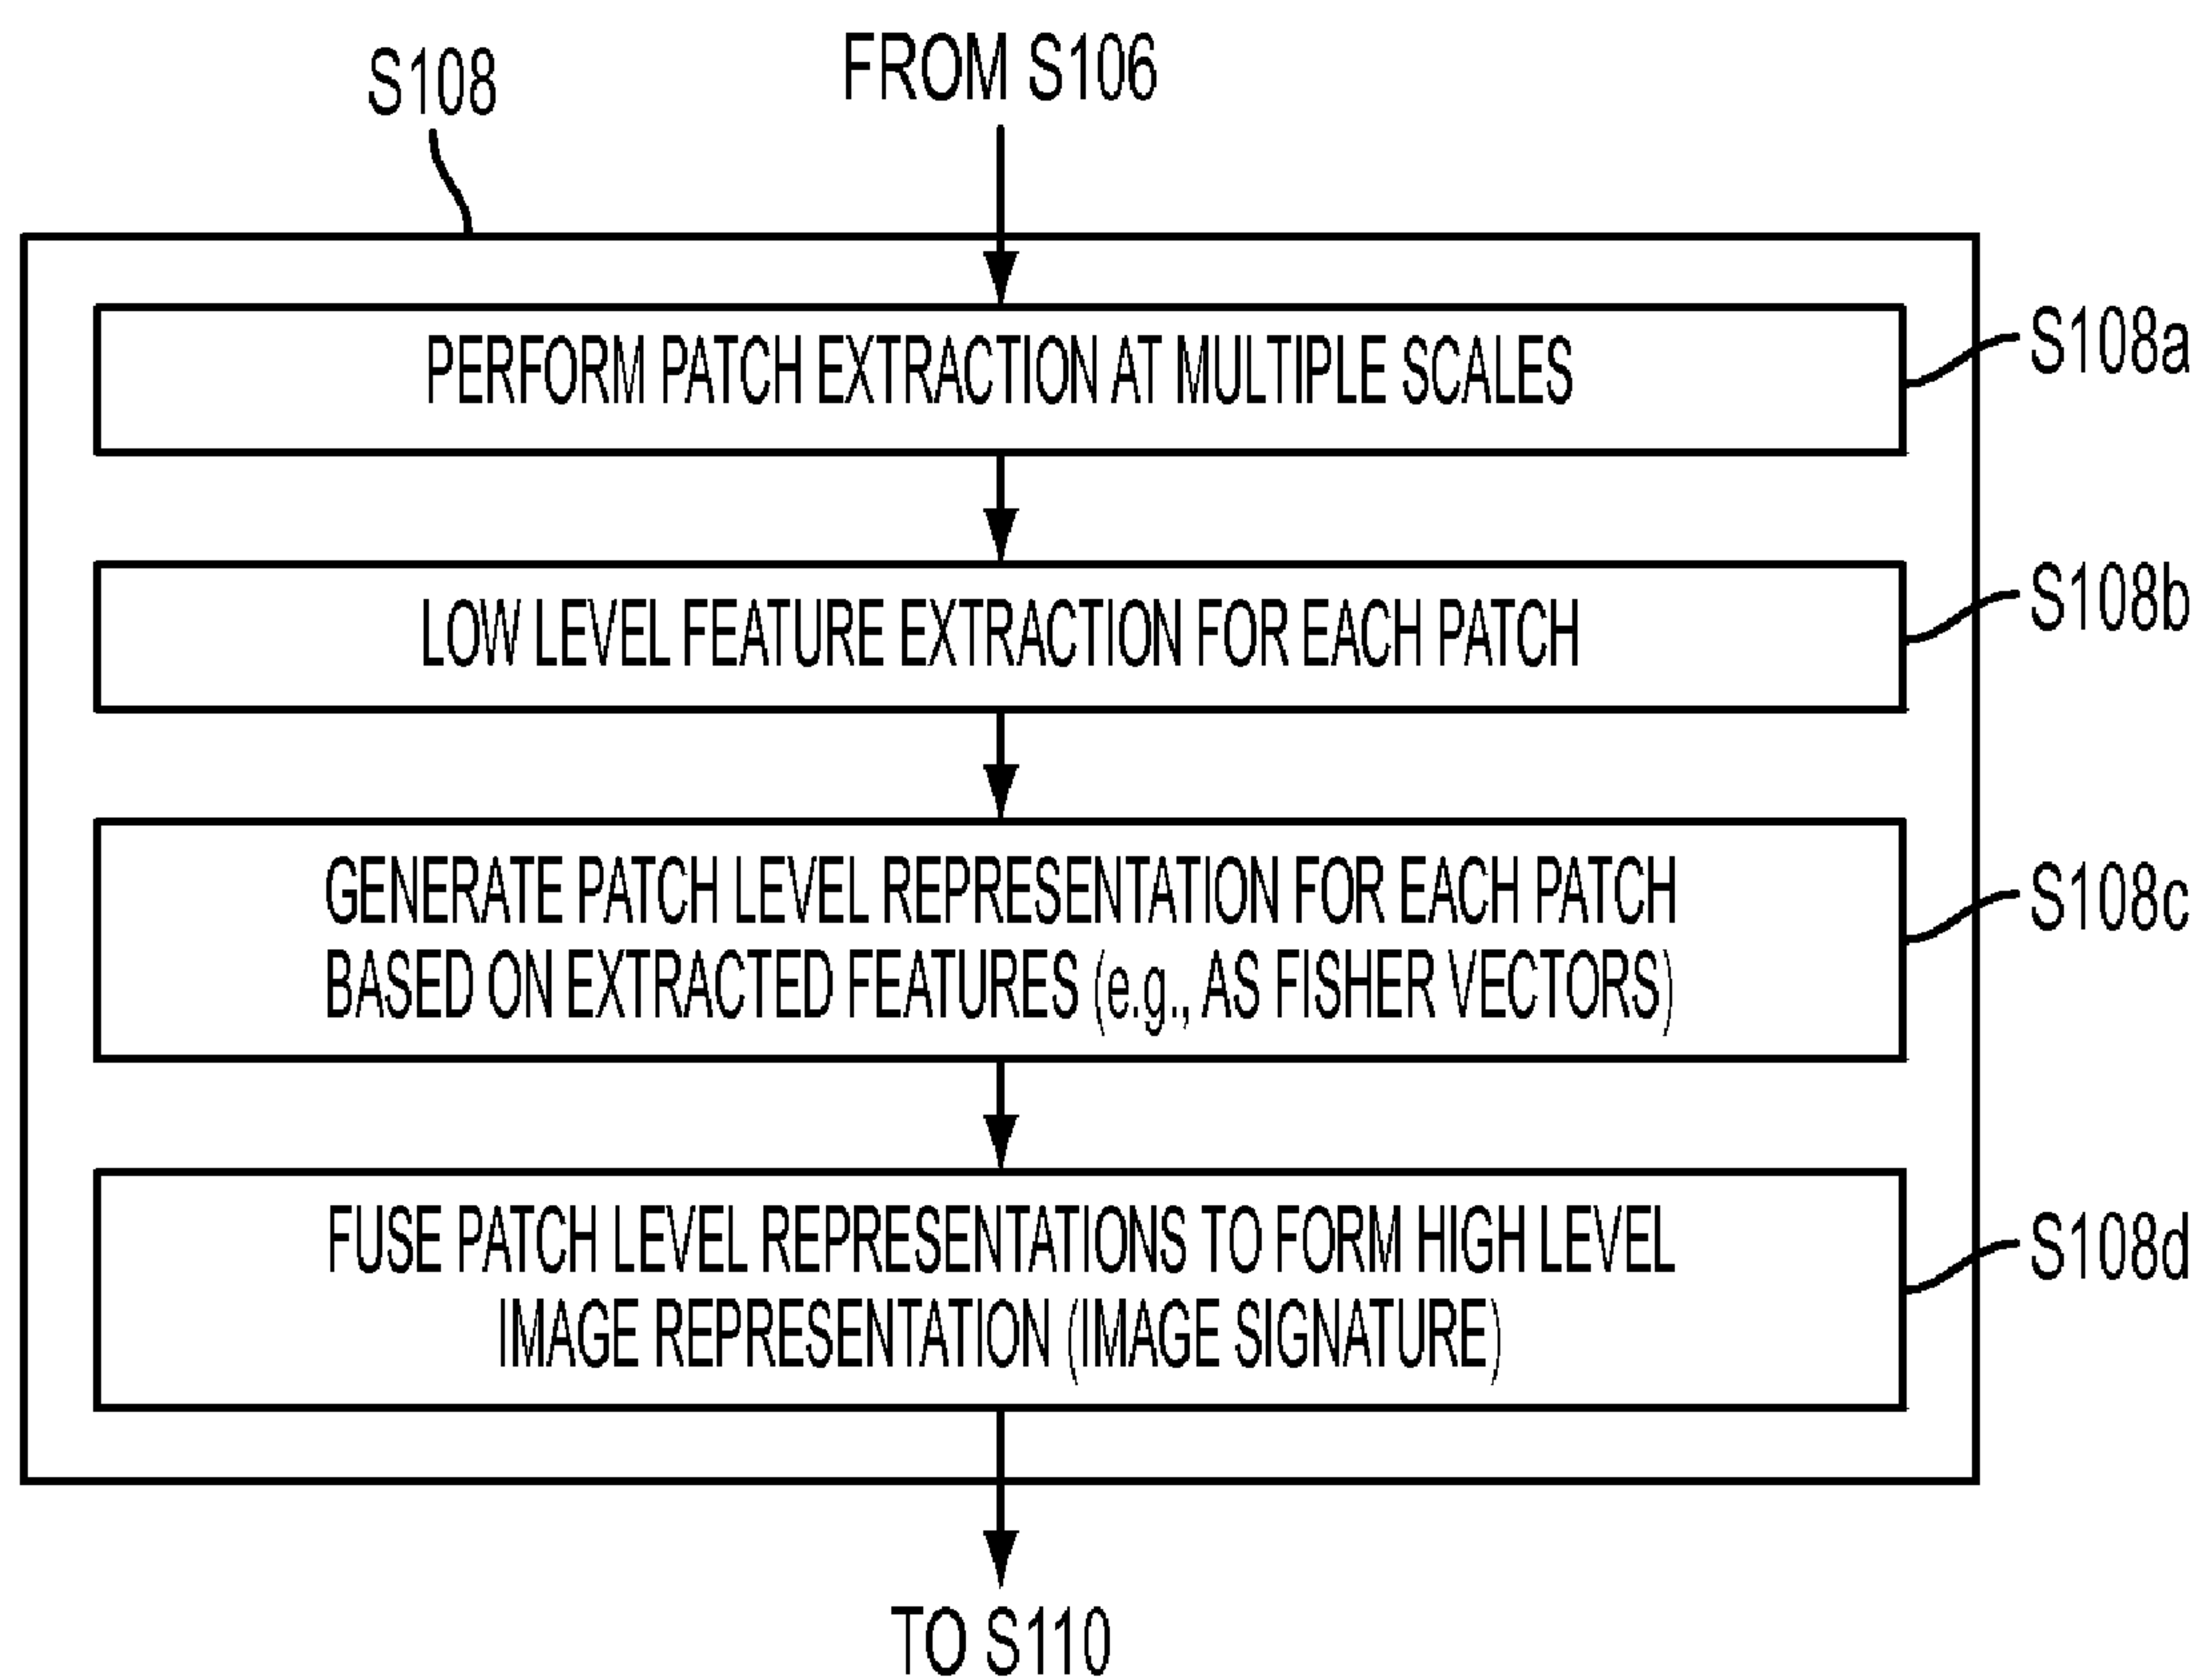 S108
FROM S106
PERFORM PATCH EXTRACTION AT MULTIPLE SCALES
S108a
LOW LEVEL FEATURE EXTRACTION FOR EACH PATCH
S108b
GENERATE PATCH LEVEL REPRESENTATION FOR EACH PATCH
BASED ON EXTRACTED FEATURES (e.g., AS FISHER VECTORS)
S108c
FUSE PATCH LEVEL REPRESENTATIONS TO FORM HIGH LEVEL
IMAGE REPRESENTATION (IMAGE SIGNATURE)
S108d
TO S110